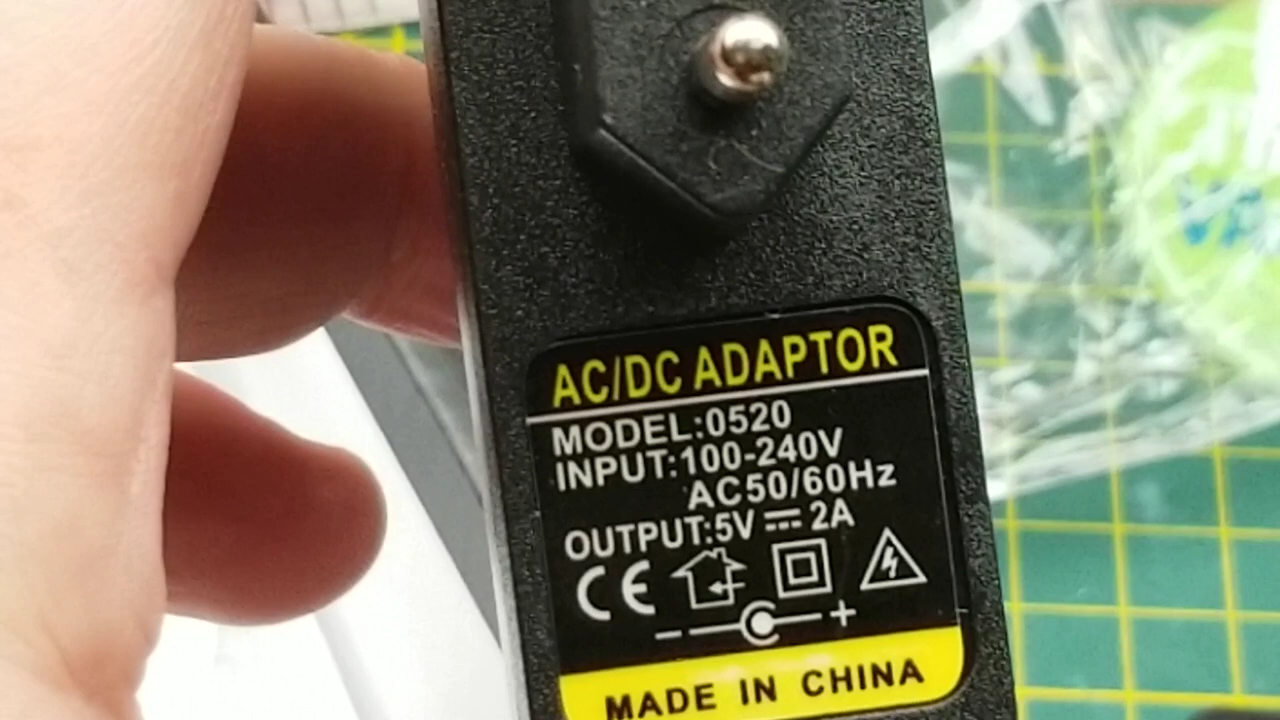 AC/DC ADAPTOR
MODEL:0520
INPUT:100-240V
AC50/60Hz
OUTPUT:5V ⎓ 2A
CE
- +
MADE IN CHINA